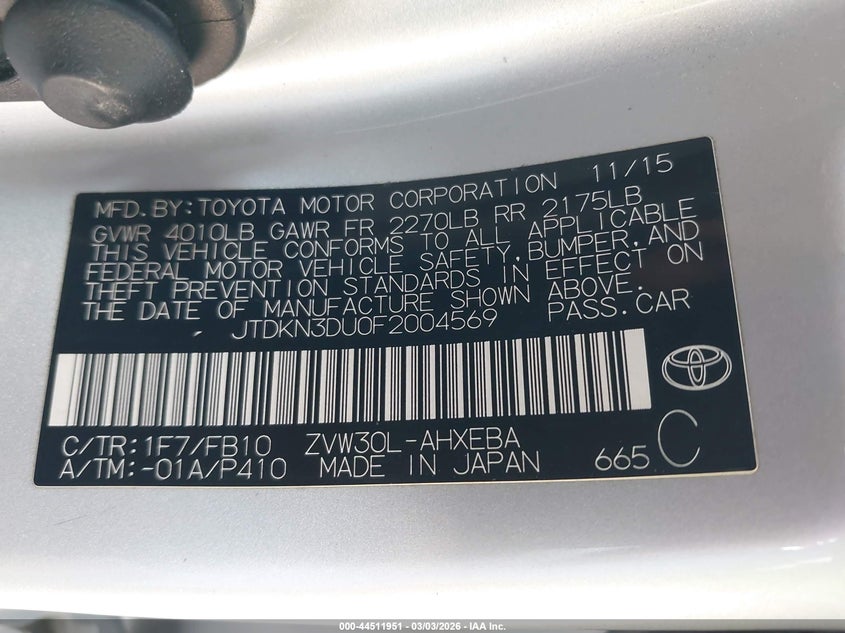 MFD. BY: TOYOTA MOTOR CORPORATION 11/15
GVWR 4010LB GAWR FR 2270LB RR 2175LB
THIS VEHICLE CONFORMS TO ALL APPLICABLE
FEDERAL MOTOR VEHICLE SAFETY, BUMPER, AND
THEFT PREVENTION STANDARDS IN EFFECT ON
THE DATE OF MANUFACTURE SHOWN ABOVE.
JTDKN3DU0F2004569 PASS. CAR
C/TR: 1F7/FB10 ZVW30L-AHXEBA
A/TM: -01A/P410 MADE IN JAPAN 665 C
000-44511951 - 03/03/2026 - IAA Inc.